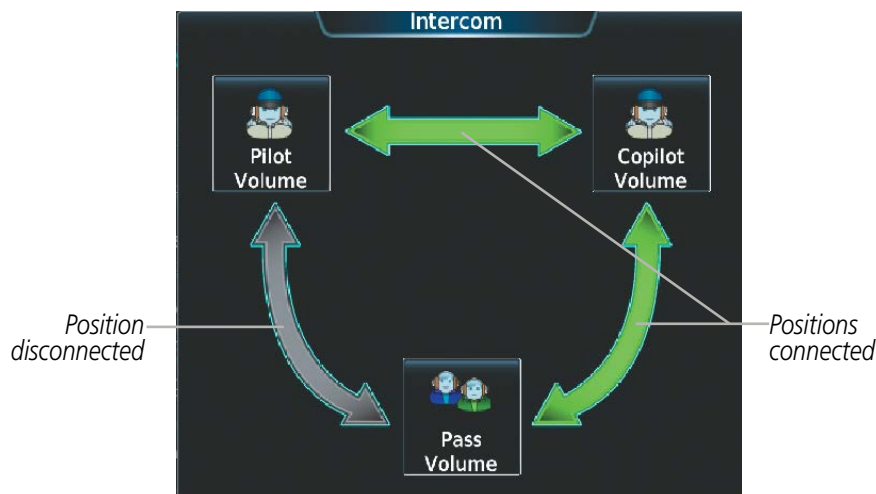 Intercom
Pilot
Volume
Copilot
Volume
Position
disconnected
Positions
connected
Pass
Volume